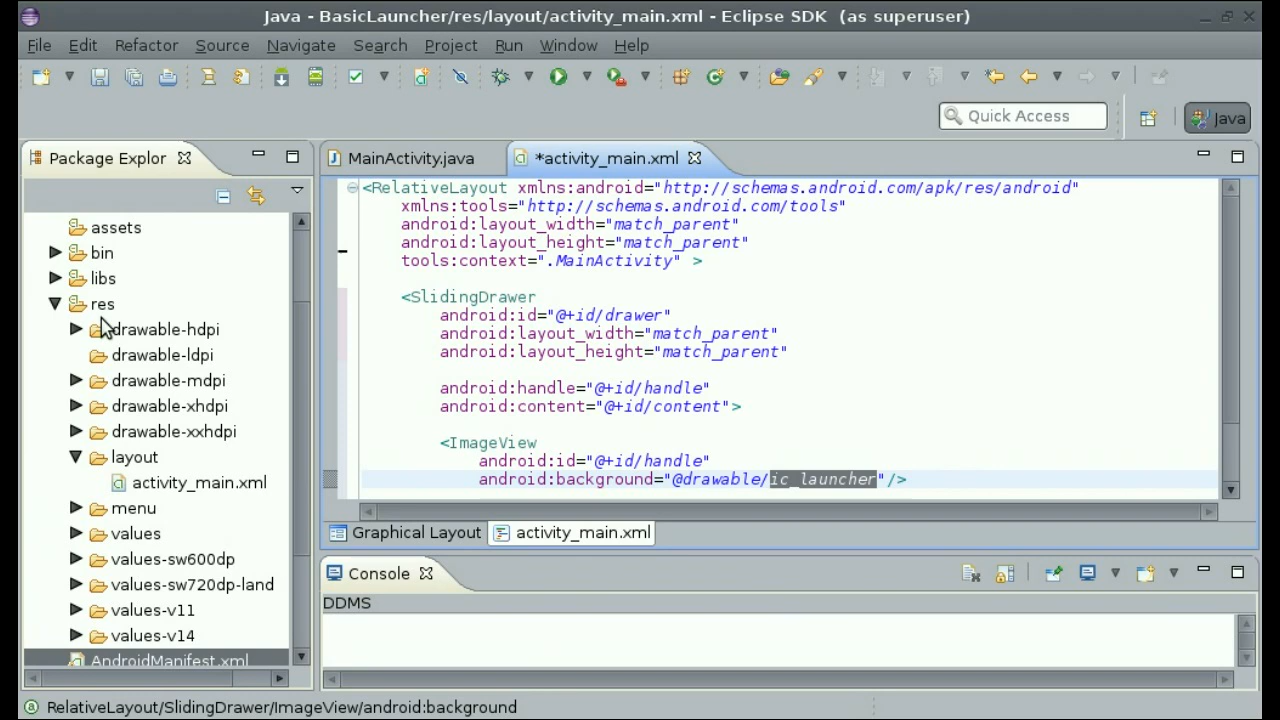 Java - BasicLauncher/res/layout/activity_main.xml - Eclipse SDK (as superuser)
File Edit Refactor Source Navigate Search Project Run Window Help
Quick Access
Java
Package Explor
assets
bin
libs
res
drawable-hdpi
drawable-ldpi
drawable-mdpi
drawable-xhdpi
drawable-xxhdpi
layout
activity_main.xml
menu
values
values-sw600dp
values-sw720dp-land
values-v11
values-v14
AndroidManifest.xml
MainActivity.java
*activity_main.xml
<RelativeLayout xmlns:android="http://schemas.android.com/apk/res/android"
xmlns:tools="http://schemas.android.com/tools"
android:layout_width="match_parent"
android:layout_height="match_parent"
tools:context=".MainActivity" >
<SlidingDrawer
android:id="@+id/drawer"
android:layout_width="match_parent"
android:layout_height="match_parent"
android:handle="@+id/handle"
android:content="@+id/content">
<ImageView
android:id="@+id/handle"
android:background="@drawable/ic_launcher"/>
Graphical Layout
activity_main.xml
Console
DDMS
RelativeLayout/SlidingDrawer/ImageView/android:background